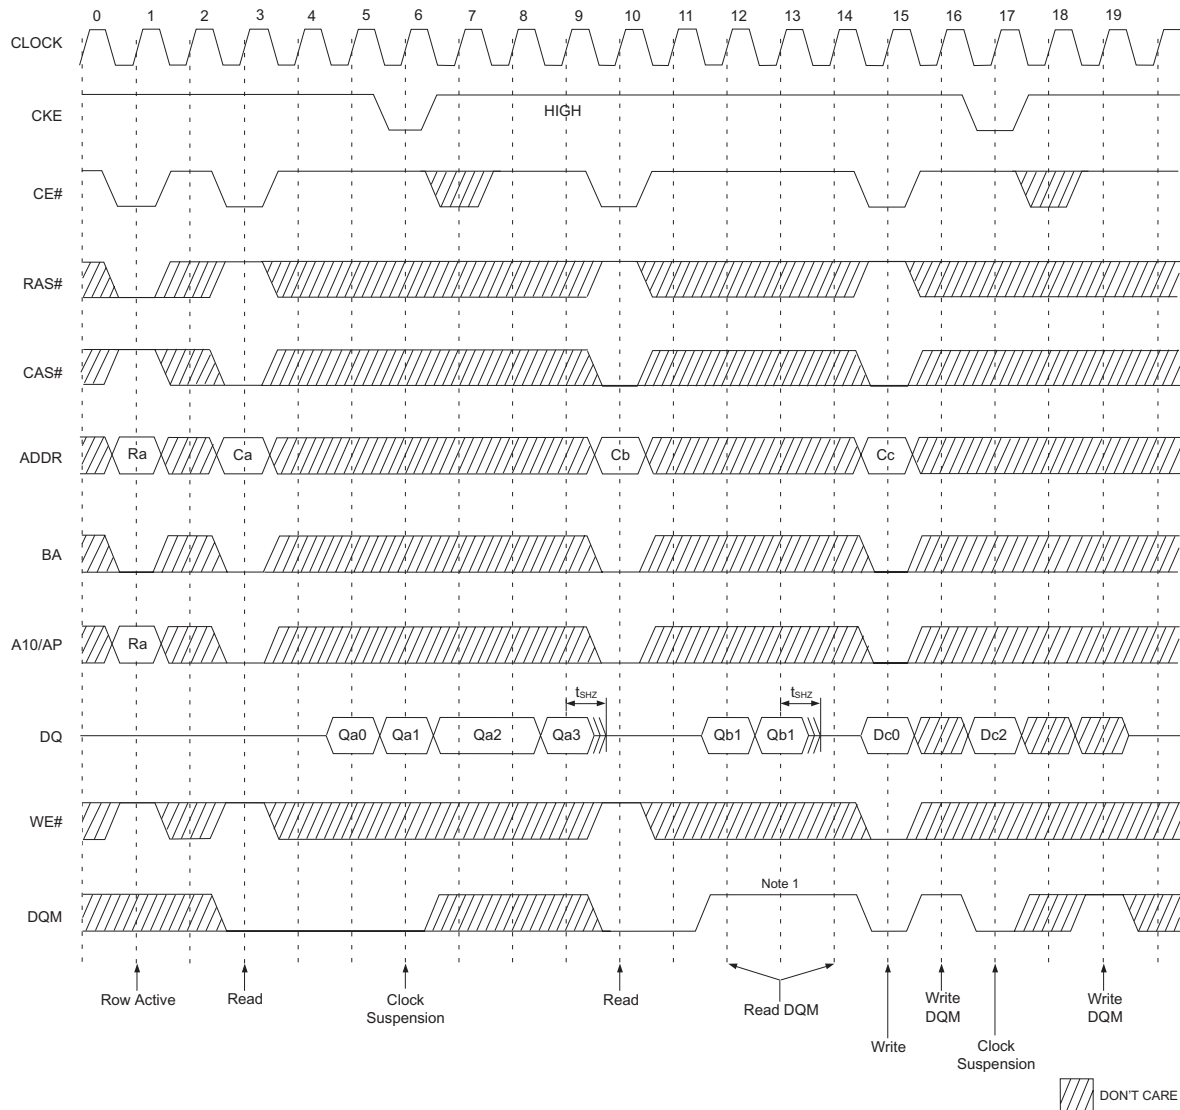 0 1 2 3 4 5 6 7 8 9 10 11 12 13 14 15 16 17 18 19
CLOCK
CKE
HIGH
CE#
RAS#
CAS#
ADDR
Ra Ca Cb Cc
BA
A10/AP
Ra
tSHZ tSHZ
DQ
Qa0 Qa1 Qa2 Qa3 Qb1 Qb1 Dc0 Dc2
WE#
Note 1
DQM
Row Active
Read
Clock
Suspension
Read
Read DQM
Write
Write
DQM
Clock
Suspension
Write
DQM
DON'T CARE